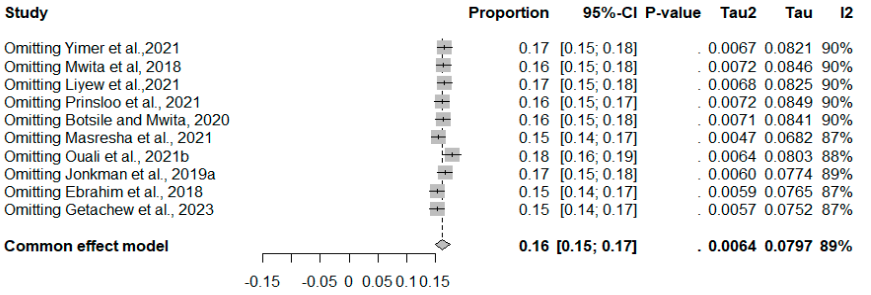 Study Proportion 95%-CI P-value Tau2 Tau I2
Omitting Yimer et al.,2021 0.17 [0.15; 0.18] . 0.0067 0.0821 90%
Omitting Mwita et al, 2018 0.16 [0.15; 0.18] . 0.0072 0.0846 90%
Omitting Liyew et al.,2021 0.17 [0.15; 0.18] . 0.0068 0.0825 90%
Omitting Prinsloo et al., 2021 0.16 [0.15; 0.17] . 0.0072 0.0849 90%
Omitting Botsile and Mwita, 2020 0.16 [0.15; 0.18] . 0.0071 0.0841 90%
Omitting Masresha et al., 2021 0.15 [0.14; 0.17] . 0.0047 0.0682 87%
Omitting Ouali et al., 2021b 0.18 [0.16; 0.19] . 0.0064 0.0803 88%
Omitting Jonkman et al., 2019a 0.17 [0.15; 0.18] . 0.0060 0.0774 89%
Omitting Ebrahim et al., 2018 0.15 [0.14; 0.17] . 0.0059 0.0765 87%
Omitting Getachew et al., 2023 0.15 [0.14; 0.17] . 0.0057 0.0752 87%
Common effect model 0.16 [0.15; 0.17] . 0.0064 0.0797 89%
-0.15 -0.05 0 0.05 0.1 0.15